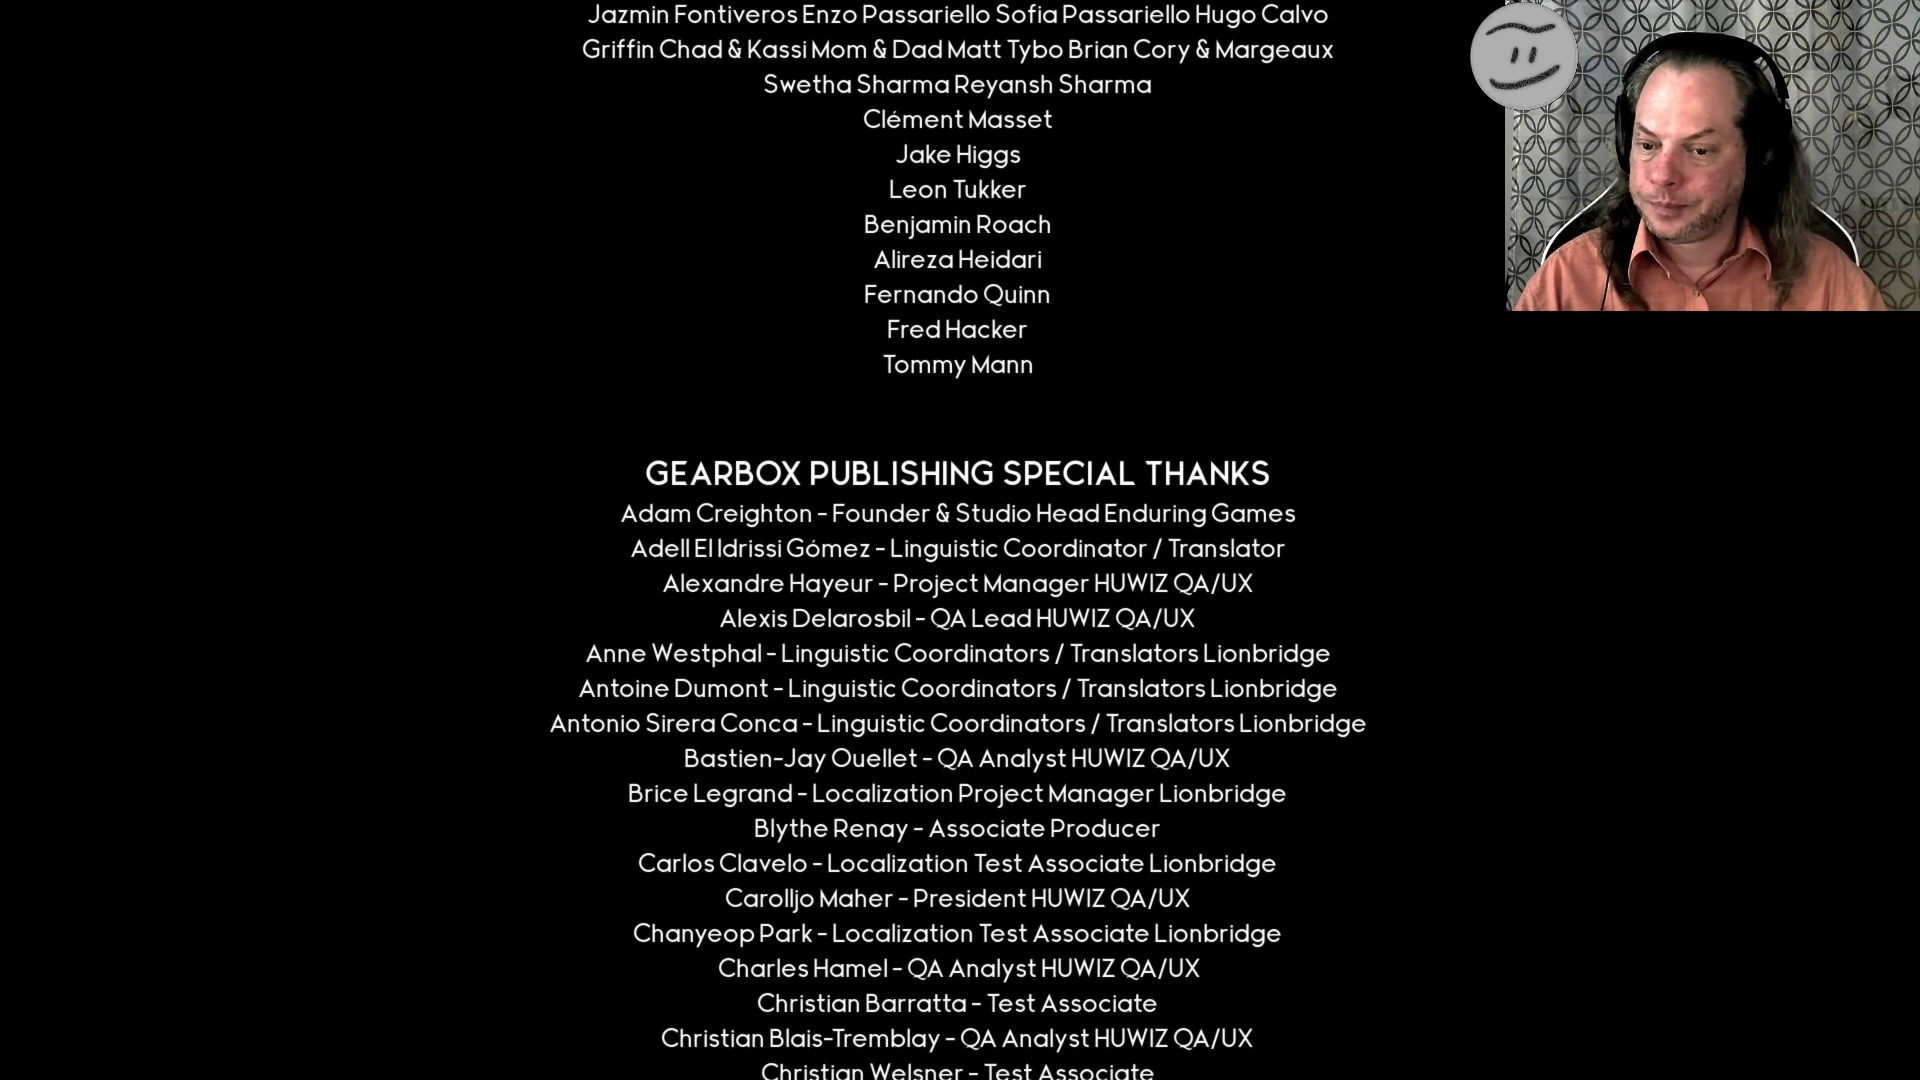 Jazmin Fontiveros Enzo Passariello Sofia Passariello Hugo Calvo
Griffin Chad & Kassi Mom & Dad Matt Tybo Brian Cory & Margeaux
Swetha Sharma Reyansh Sharma
Clément Masset
Jake Higgs
Leon Tukker
Benjamin Roach
Alireza Heidari
Fernando Quinn
Fred Hacker
Tommy Mann
GEARBOX PUBLISHING SPECIAL THANKS
Adam Creighton - Founder & Studio Head Enduring Games
Adell El Idrissi Gómez - Linguistic Coordinator / Translator
Alexandre Hayeur - Project Manager HUWIZ QA/UX
Alexis Delarosbil - QA Lead HUWIZ QA/UX
Anne Westphal - Linguistic Coordinators / Translators Lionbridge
Antoine Dumont - Linguistic Coordinators / Translators Lionbridge
Antonio Sirera Conca - Linguistic Coordinators / Translators Lionbridge
Bastien-Jay Ouellet - QA Analyst HUWIZ QA/UX
Brice Legrand - Localization Project Manager Lionbridge
Blythe Renay - Associate Producer
Carlos Clavelo - Localization Test Associate Lionbridge
Carolljo Maher - President HUWIZ QA/UX
Chanyeop Park - Localization Test Associate Lionbridge
Charles Hamel - QA Analyst HUWIZ QA/UX
Christian Barratta - Test Associate
Christian Blais-Tremblay - QA Analyst HUWIZ QA/UX
Christian Welsner - Test Associate